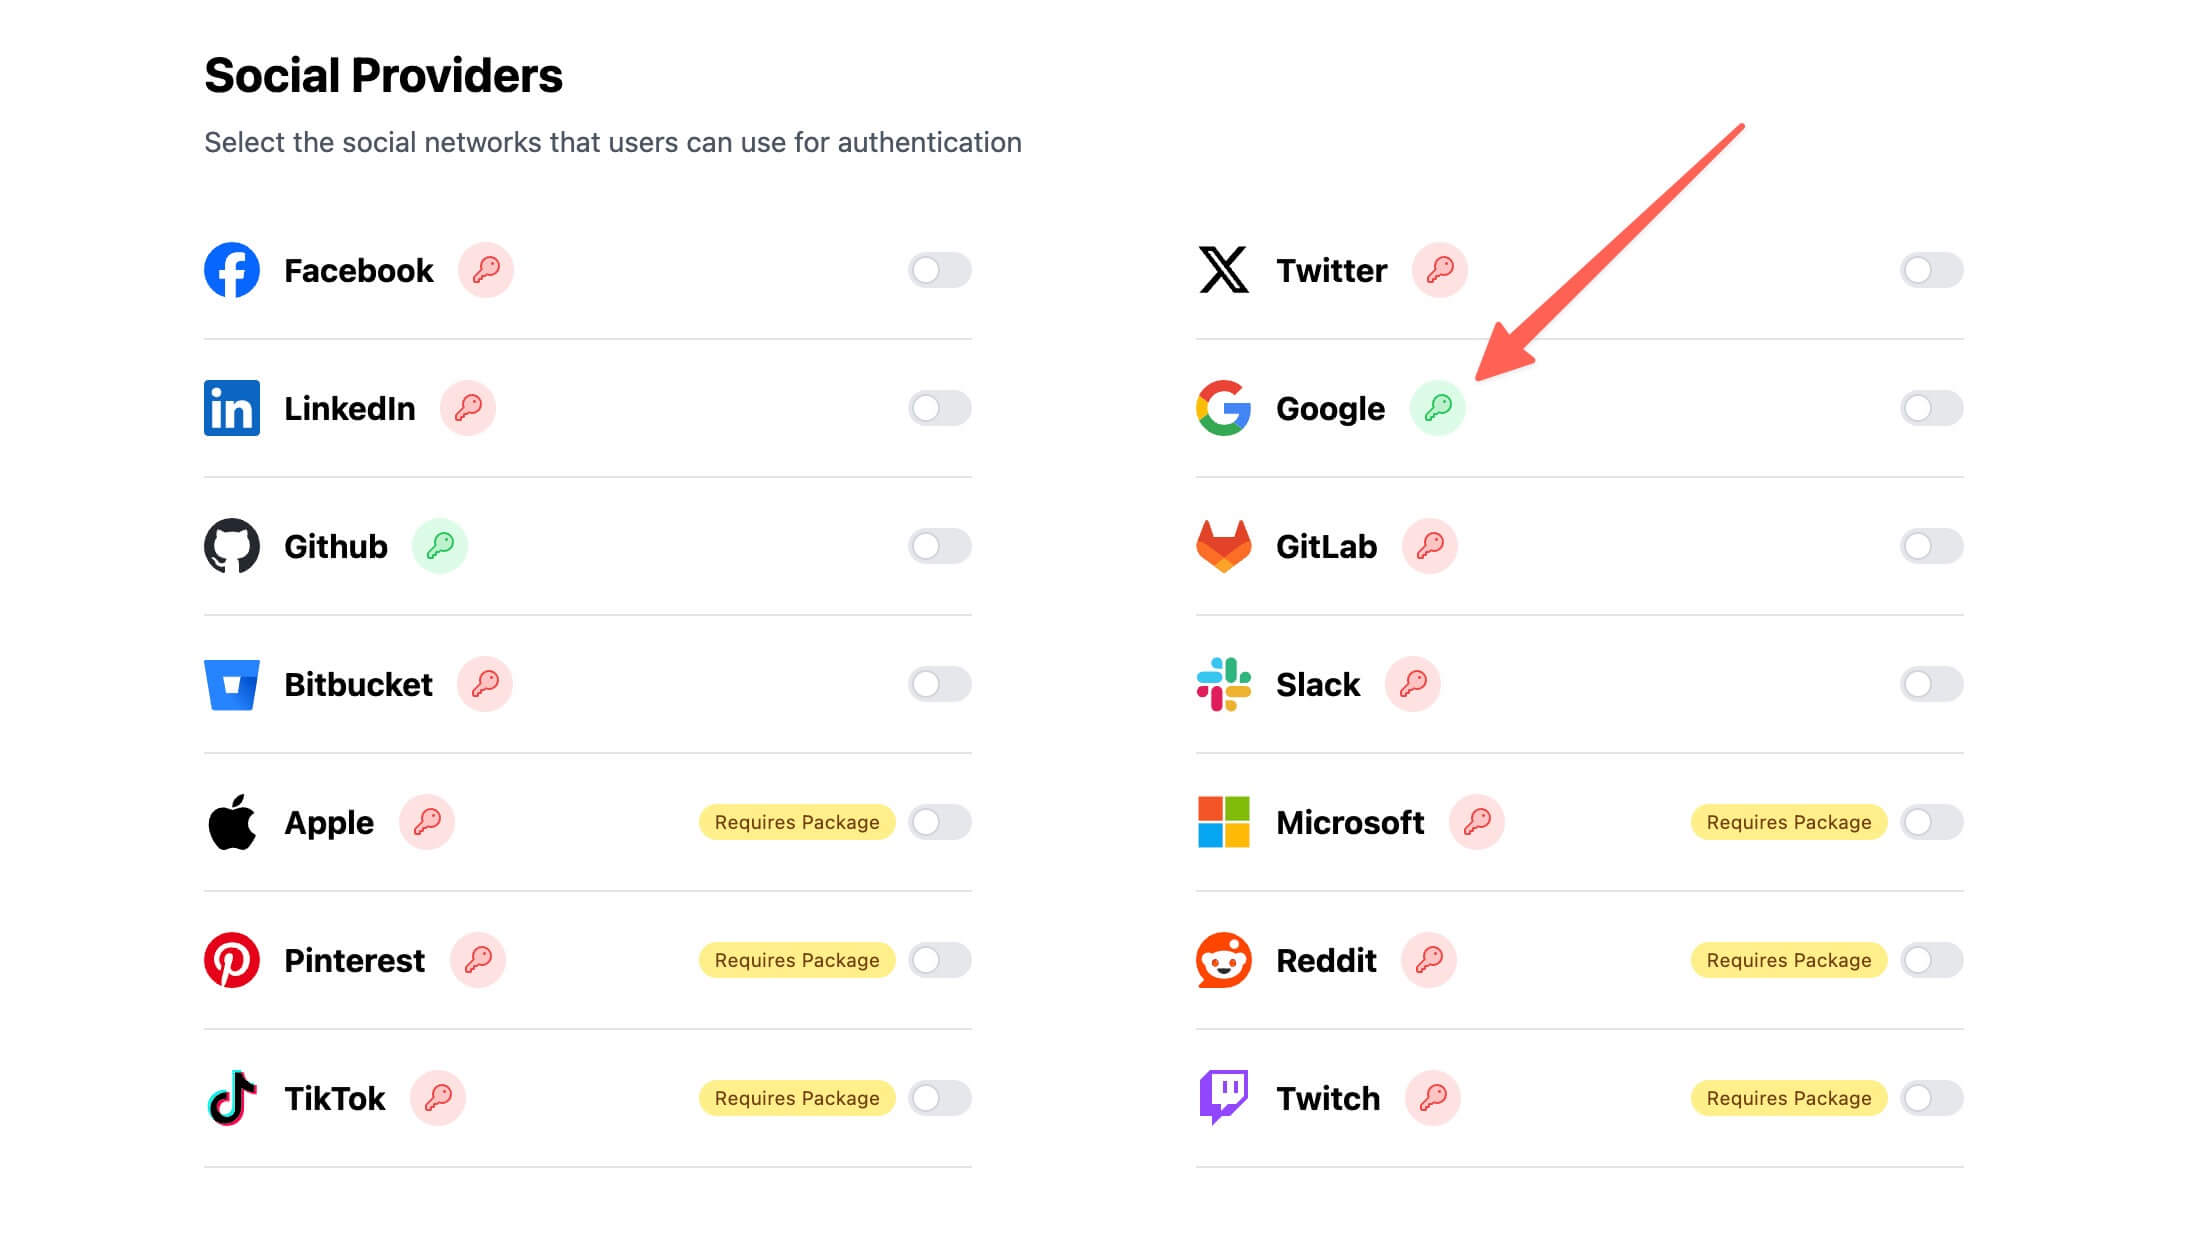 Social Providers
Select the social networks that users can use for authentication
Facebook
Twitter
in LinkedIn
Google
Github
GitLab
Bitbucket
Slack
Apple Requires Package
Microsoft Requires Package
Pinterest Requires Package
Reddit Requires Package
TikTok Requires Package
Twitch Requires Package